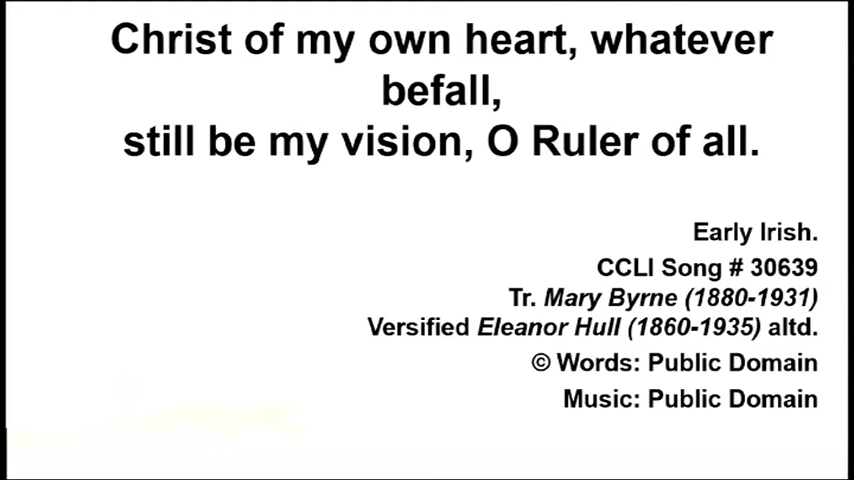 Christ of my own heart, whatever
befall,
still be my vision, O Ruler of all.
Early Irish.
CCLI Song # 30639
Tr. Mary Byrne (1880-1931)
Versified Eleanor Hull (1860-1935) altd.
© Words: Public Domain
Music: Public Domain